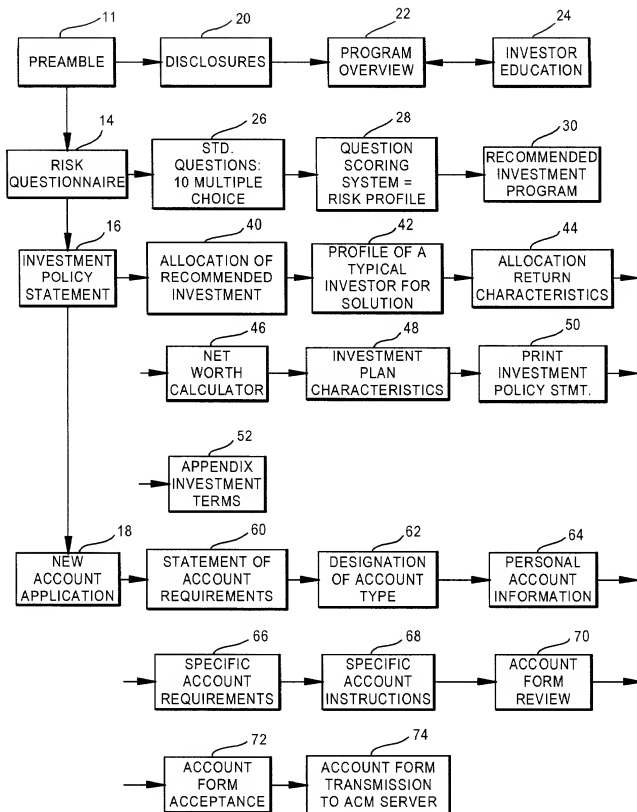 11
20
22
24
PREAMBLE
DISCLOSURES
PROGRAM
OVERVIEW
INVESTOR
EDUCATION
14
26
28
30
RISK
QUESTIONNAIRE
STD.
QUESTIONS:
10 MULTIPLE
CHOICE
QUESTION
SCORING
SYSTEM =
RISK PROFILE
RECOMMENDED
INVESTMENT
PROGRAM
16
40
42
44
INVESTMENT
POLICY
STATEMENT
ALLOCATION OF
RECOMMENDED
INVESTMENT
PROFILE OF A
TYPICAL
INVESTOR FOR
SOLUTION
ALLOCATION
RETURN
CHARACTERISTICS
46
48
50
NET
WORTH
CALCULATOR
INVESTMENT
PLAN
CHARACTERISTICS
PRINT
INVESTMENT
POLICY STMT.
52
APPENDIX
INVESTMENT
TERMS
18
60
62
64
NEW
ACCOUNT
APPLICATION
STATEMENT OF
ACCOUNT
REQUIREMENTS
DESIGNATION
OF ACCOUNT
TYPE
PERSONAL
ACCOUNT
INFORMATION
66
68
70
SPECIFIC
ACCOUNT
REQUIREMENTS
SPECIFIC
ACCOUNT
INSTRUCTIONS
ACCOUNT
FORM
REVIEW
72
74
ACCOUNT
FORM
ACCEPTANCE
ACCOUNT FORM
TRANSMISSION
TO ACM SERVER